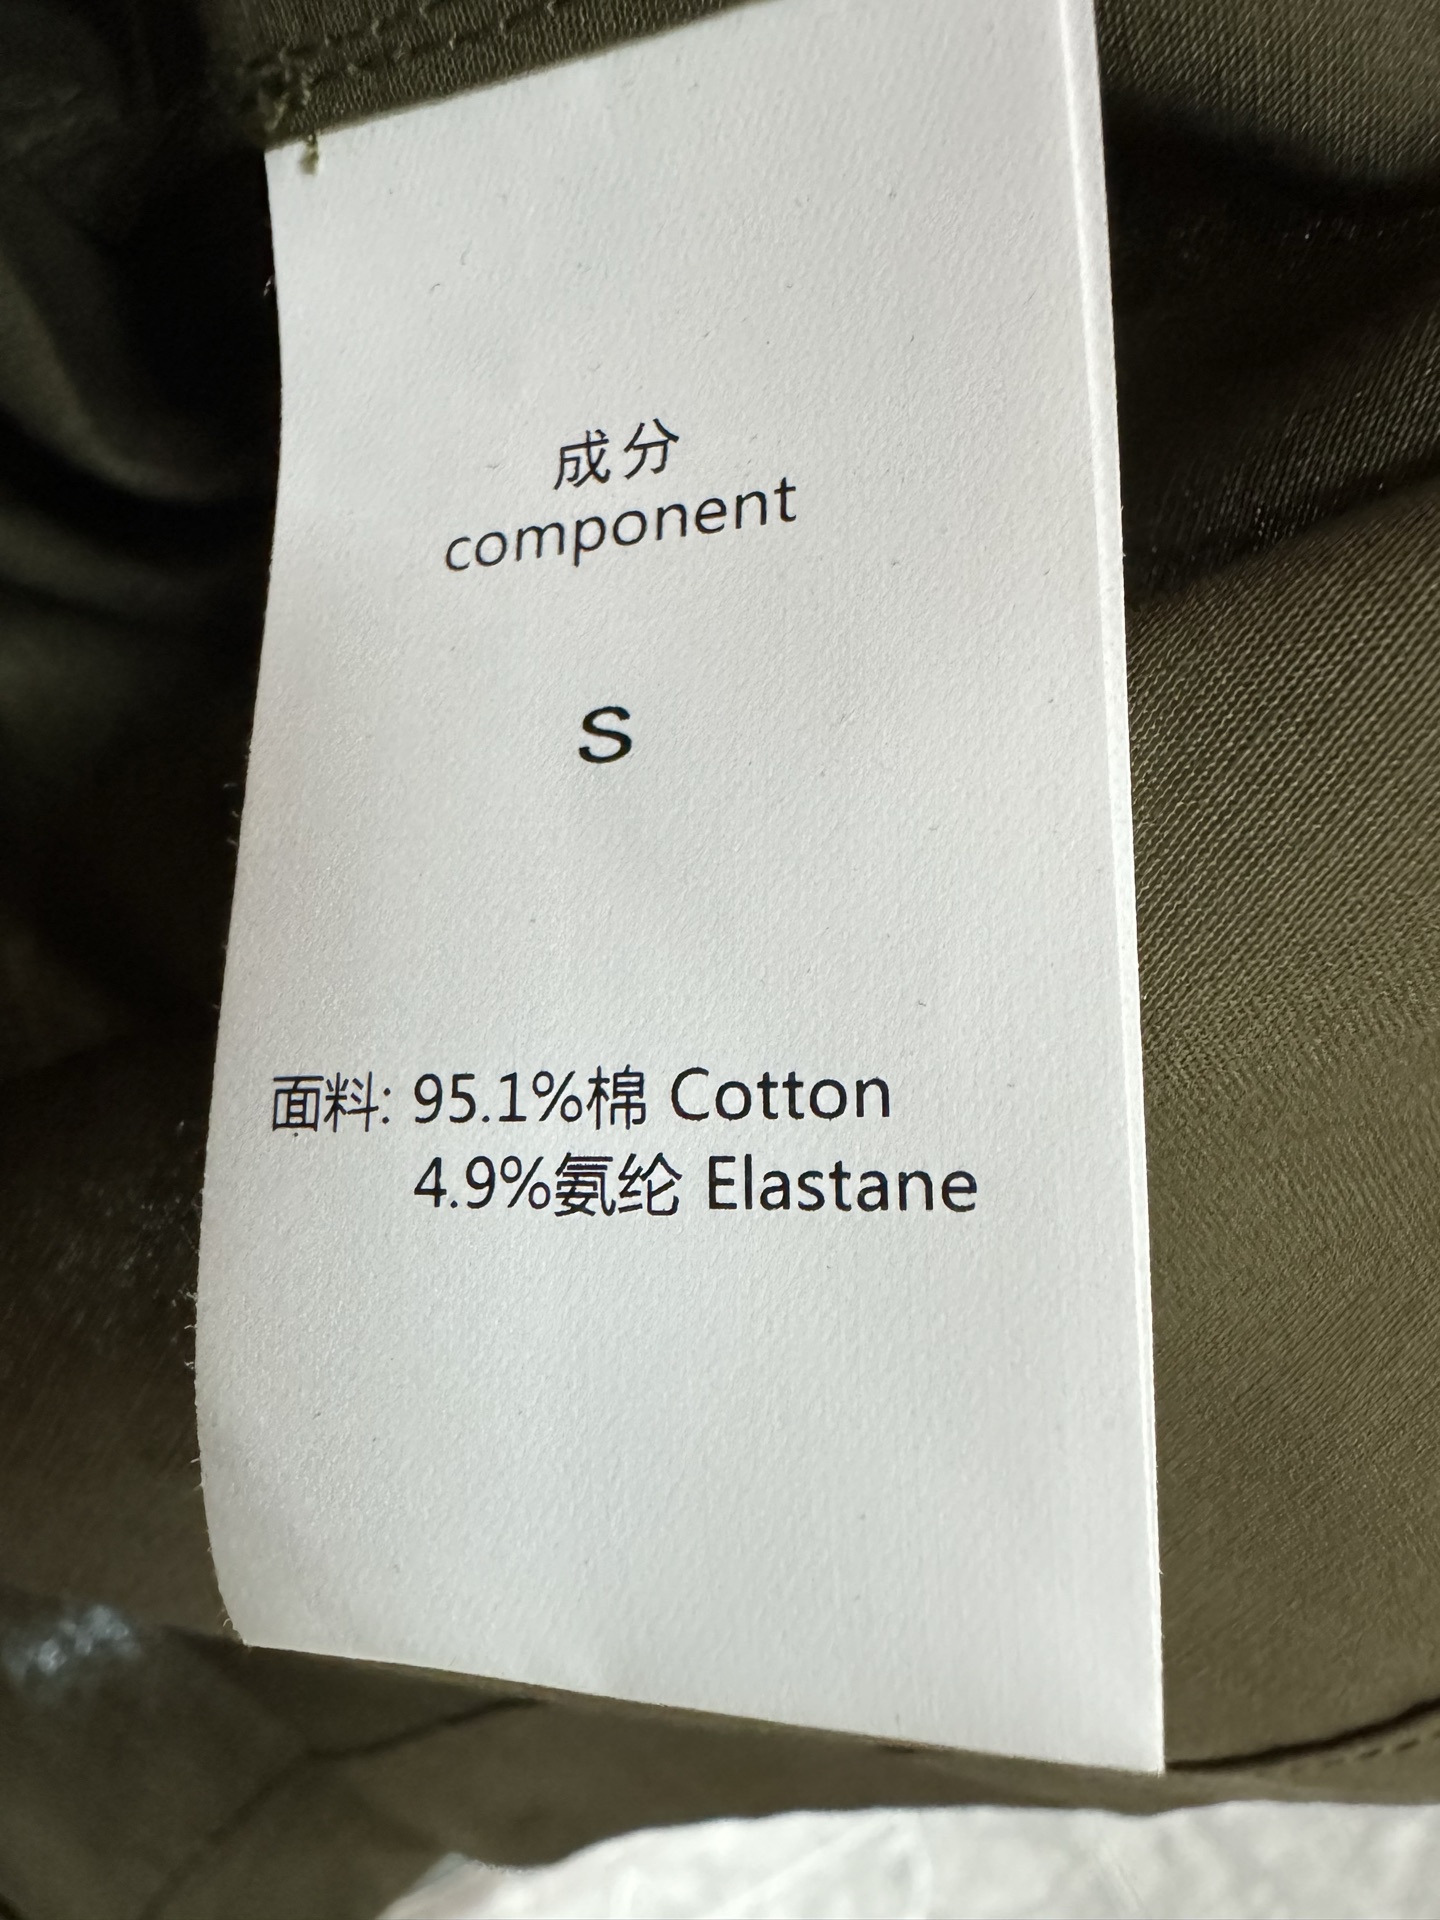 成分
component
S
面料: 95.1%棉 Cotton
4.9%氨纶 Elastane